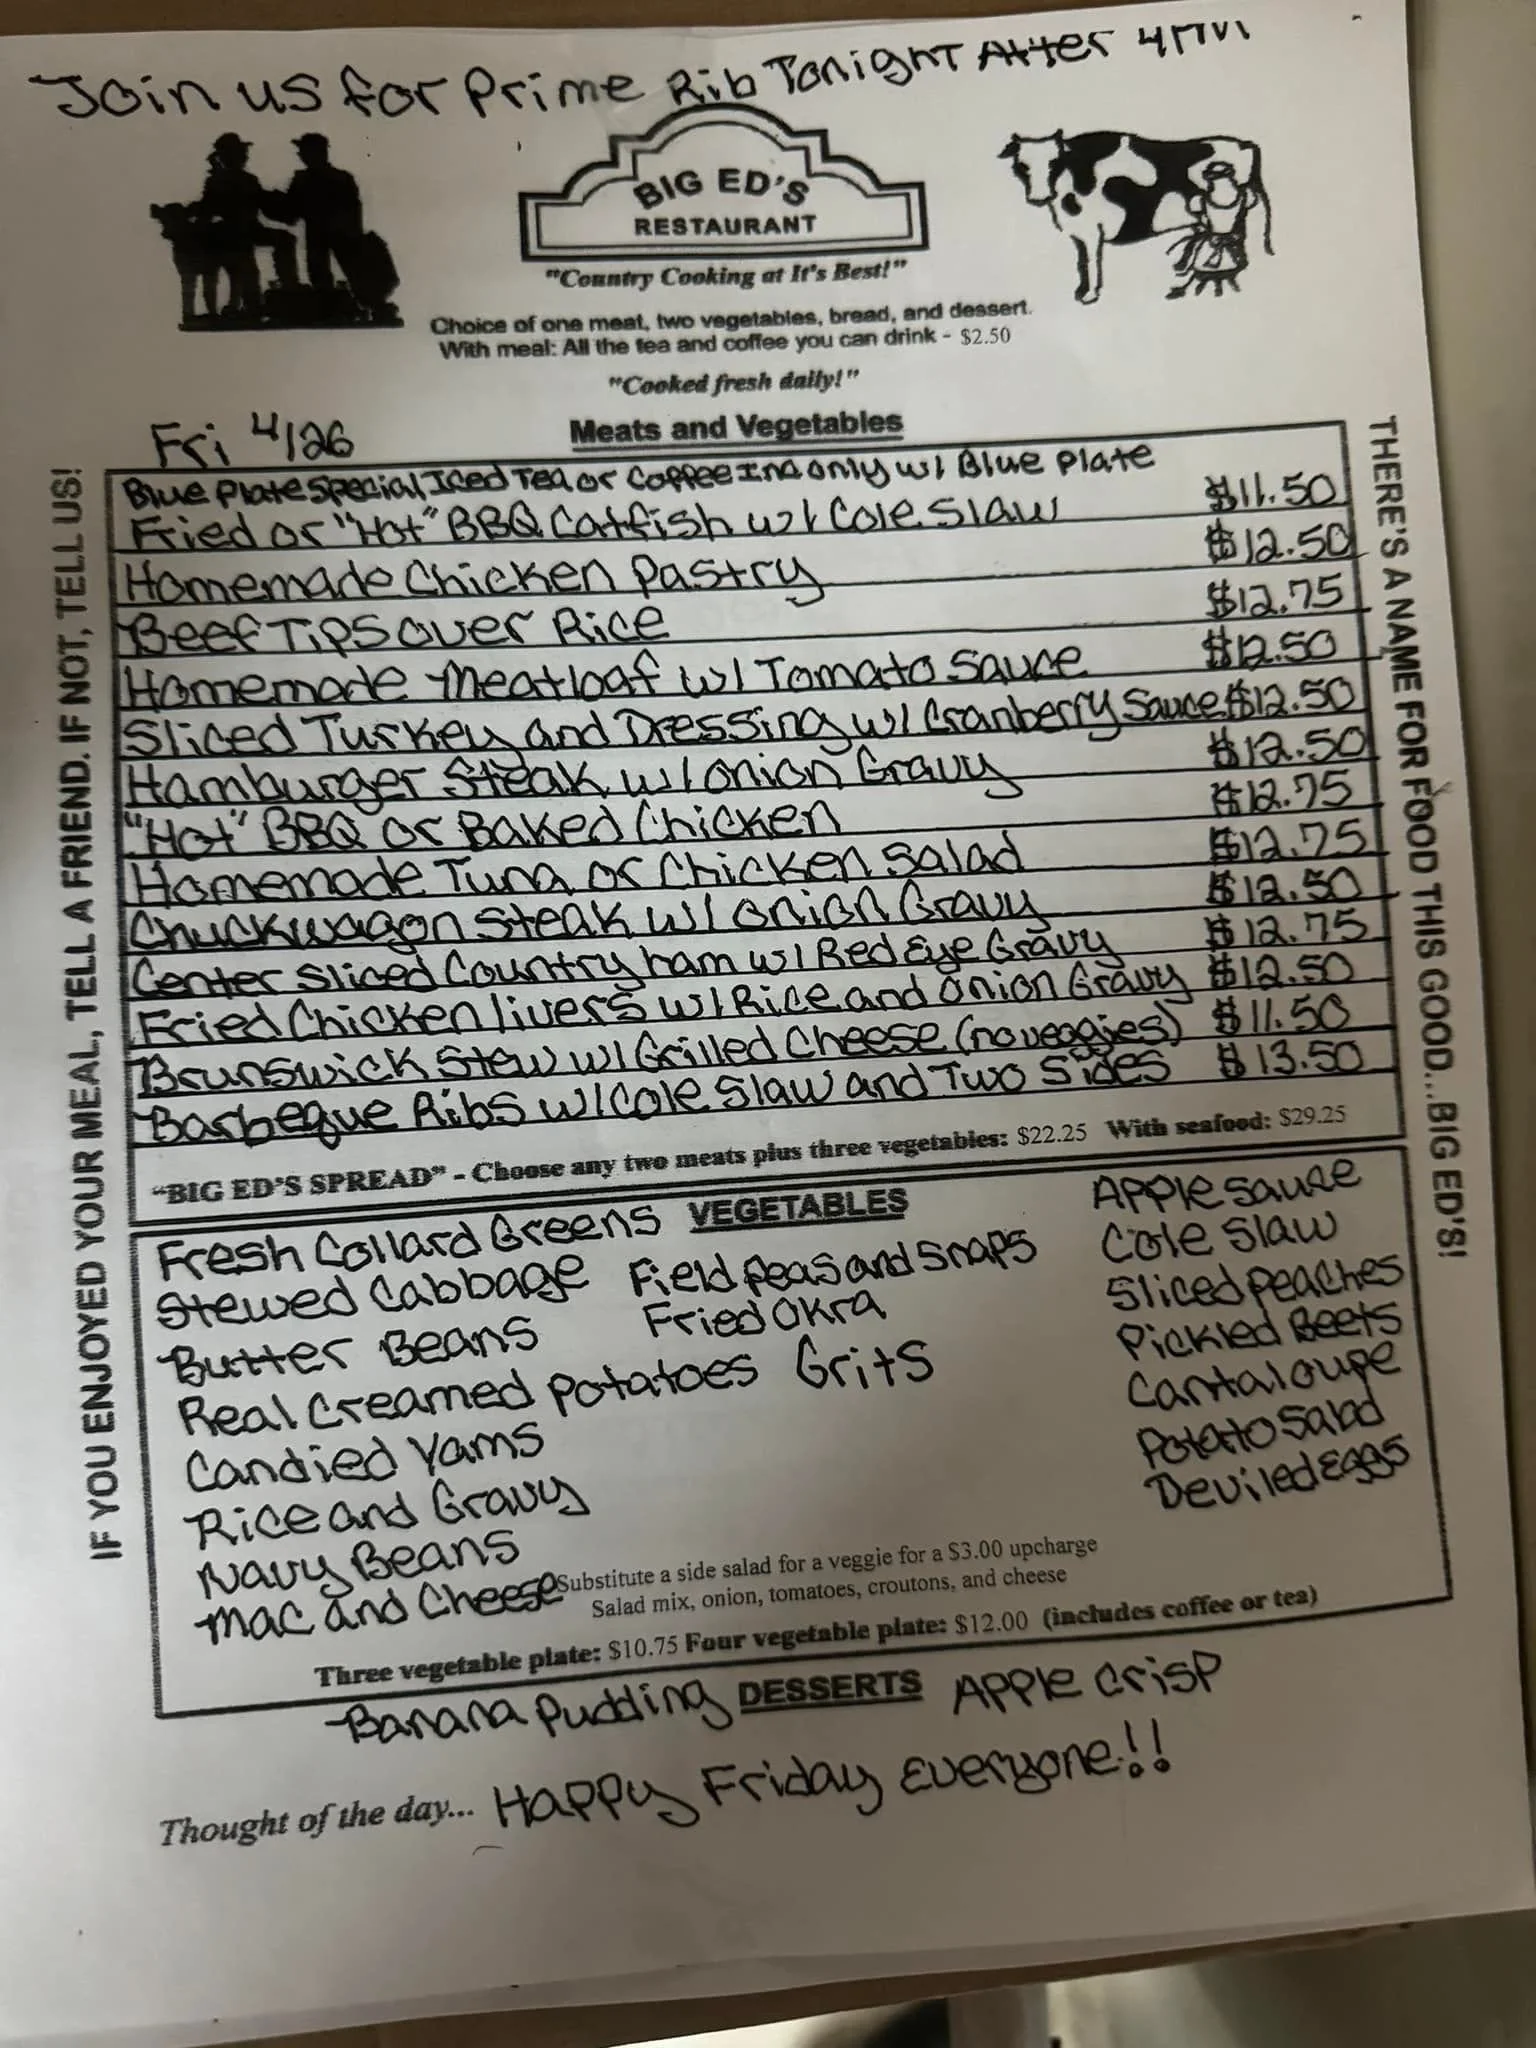 Join us for Prime Rib Tonight After 4PM
BIG ED'S
RESTAURANT
"Country Cooking at It's Best!"
Choice of one meat, two vegetables, bread, and dessert.
With meal: All the tea and coffee you can drink - $2.50
"Cooked fresh daily!"
Fri 4/26
Meats and Vegetables
Blue Plate Special, Iced Tea or Coffee Inc only w/ Blue Plate
Fried or "Hot" BBQ Catfish w/ Cole Slaw $11.50
Homemade Chicken Pastry $12.50
Beef Tips over Rice $12.75
Homemade Meatloaf w/ Tomato Sauce $12.50
Sliced Turkey and Dressing w/ Cranberry Sauce $12.50
Hamburger Steak w/ Onion Gravy $12.50
"Hot" BBQ or Baked Chicken $12.75
Homemade Tuna or Chicken Salad $12.75
Chuckwagon Steak w/ Onion Gravy $12.50
Center Sliced Country ham w/ Red Eye Gravy $12.75
Fried Chicken livers w/ Rice and Onion Gravy $12.50
Brunswick Stew w/ Grilled Cheese (no veggies) $11.50
Barbeque Ribs w/ Cole Slaw and Two Sides $13.50
"BIG ED'S SPREAD" - Choose any two meats plus three vegetables: $22.25 With seafood: $29.25
VEGETABLES
Fresh Collard Greens
Stewed Cabbage
Butter Beans
Real Creamed Potatoes
Candied Yams
Rice and Gravy
Navy Beans
Mac and Cheese
Field Peas and Snaps
Fried Okra
Grits
Apple Sauce
Cole Slaw
Sliced Peaches
Pickled Beets
Cantaloupe
Potato Salad
Deviled Eggs
Substitute a side salad for a veggie for a $3.00 upcharge
Salad mix, onion, tomatoes, croutons, and cheese
Three vegetable plate: $10.75 Four vegetable plate: $12.00 (includes coffee or tea)
Banana Pudding DESSERTS Apple Crisp
Thought of the day... Happy Friday Everyone!!
IF YOU ENJOYED YOUR MEAL, TELL A FRIEND. IF NOT, TELL US!
THERE'S A NAME FOR FOOD THIS GOOD...BIG ED'S!